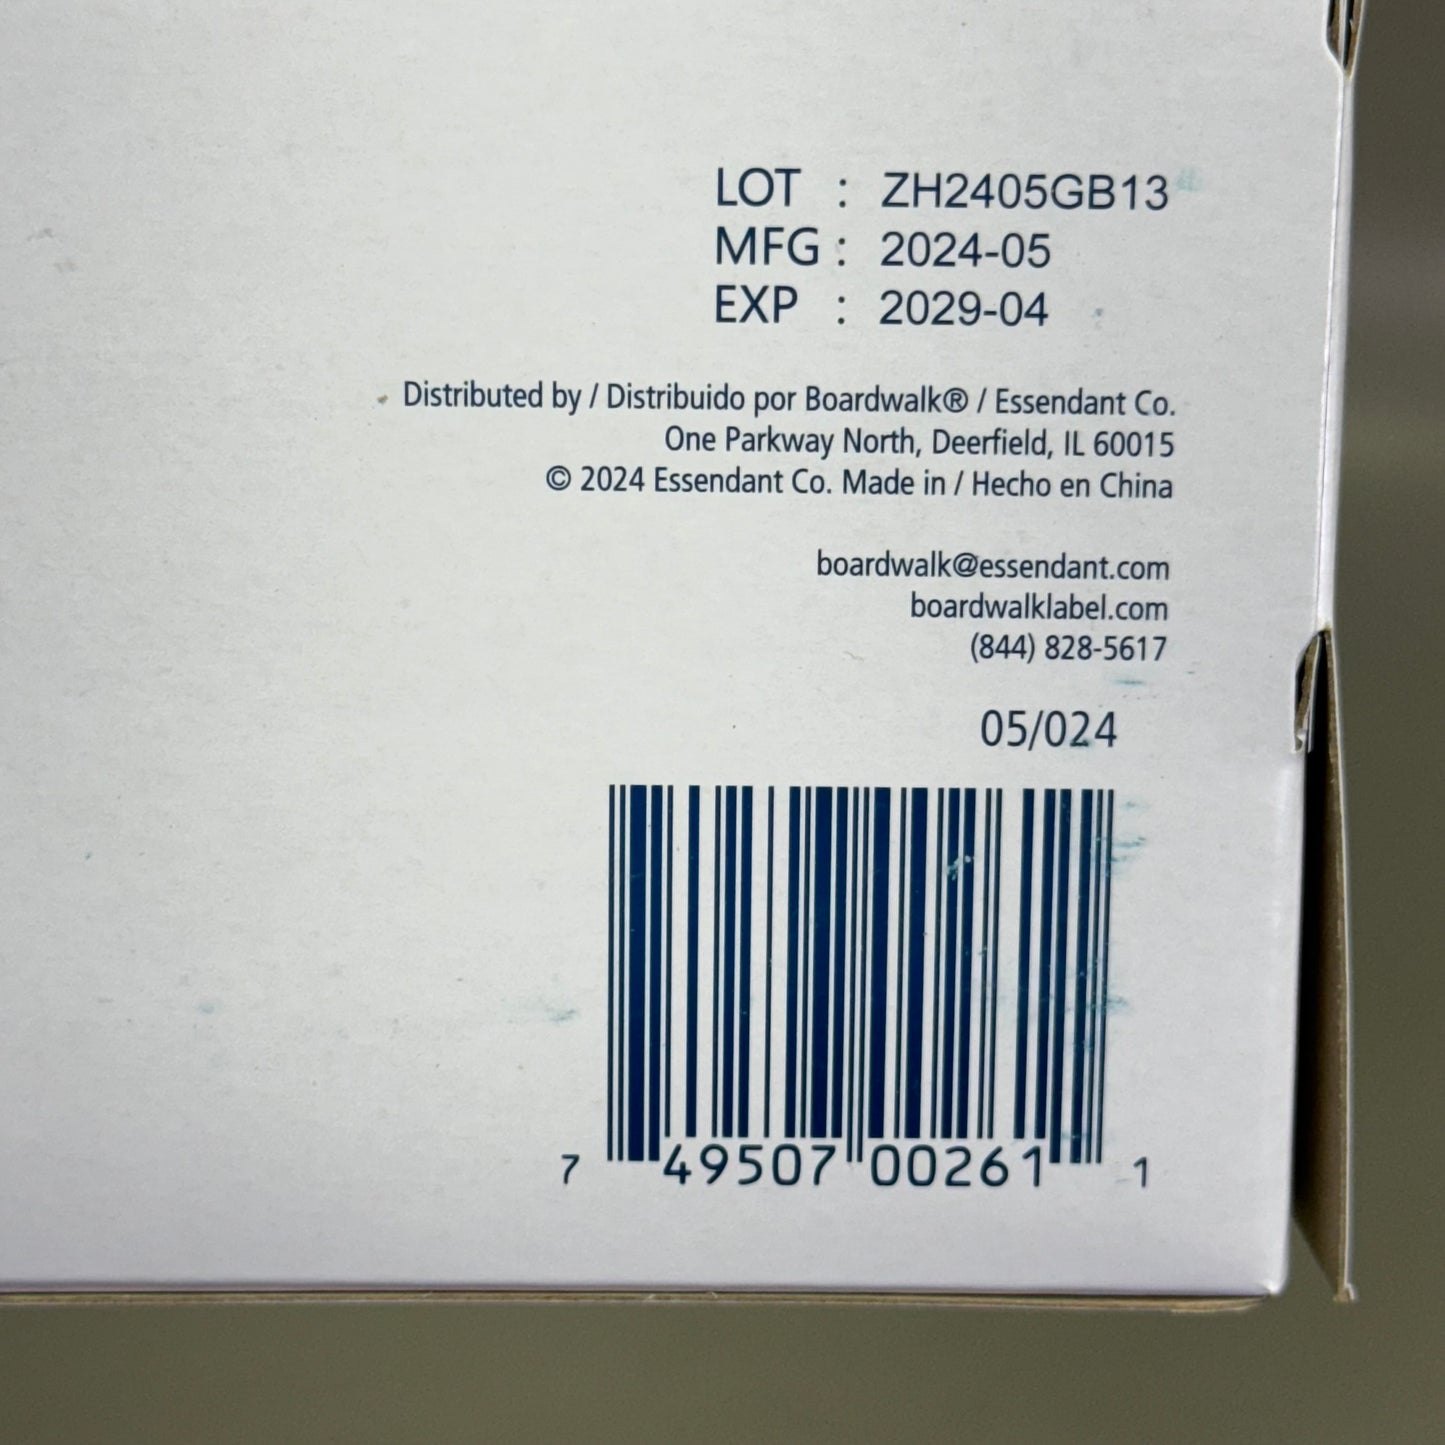 LOT : ZH2405GB13
MFG : 2024-05
EXP : 2029-04
Distributed by / Distribuido por Boardwalk® / Essendant Co.
One Parkway North, Deerfield, IL 60015
© 2024 Essendant Co. Made in / Hecho en China
boardwalk@essendant.com
boardwalklabel.com
(844) 828-5617
05/024
7 49507 00261 1